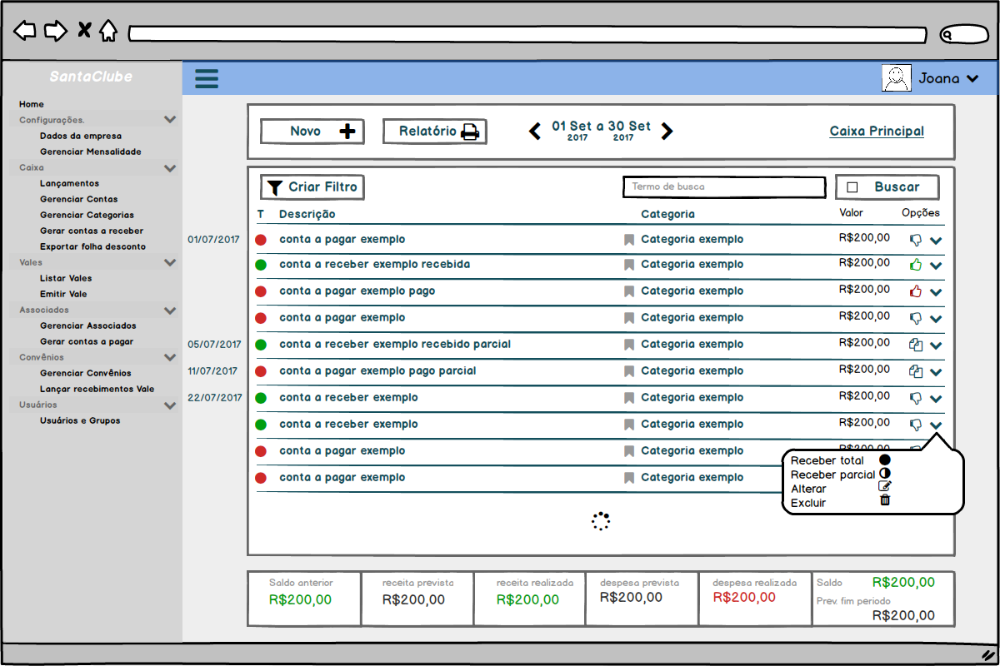 SantaClube
Joana
Home
Configurações.
Dados da empresa
Gerenciar Mensalidade
Caixa
Lançamentos
Gerenciar Contas
Gerenciar Categorias
Gerar contas a receber
Exportar folha desconto
Vales
Listar Vales
Emitir Vale
Associados
Gerenciar Associados
Gerar contas a pagar
Convênios
Gerenciar Convênios
Lançar recebimentos Vale
Usuários
Usuários e Grupos
Novo
Relatório
01 Set a 30 Set
2017 2017
Caixa Principal
Criar Filtro
Termo de busca
Buscar
T Descrição Categoria Valor Opções
01/07/2017 conta a pagar exemplo Categoria exemplo R$200,00
conta a receber exemplo recebida Categoria exemplo R$200,00
conta a pagar exemplo pago Categoria exemplo R$200,00
conta a pagar exemplo Categoria exemplo R$200,00
05/07/2017 conta a receber exemplo recebido parcial Categoria exemplo R$200,00
11/07/2017 conta a pagar exemplo pago parcial Categoria exemplo R$200,00
22/07/2017 conta a receber exemplo Categoria exemplo R$200,00
conta a receber exemplo Categoria exemplo R$200,00
conta a pagar exemplo Categoria exemplo R$200,00
conta a pagar exemplo Categoria exemplo
Receber total
Receber parcial
Alterar
Excluir
Saldo anterior
R$200,00
receita prevista
R$200,00
receita realizada
R$200,00
despesa prevista
R$200,00
despesa realizada
R$200,00
Saldo R$200,00
Prev. fim periodo
R$200,00